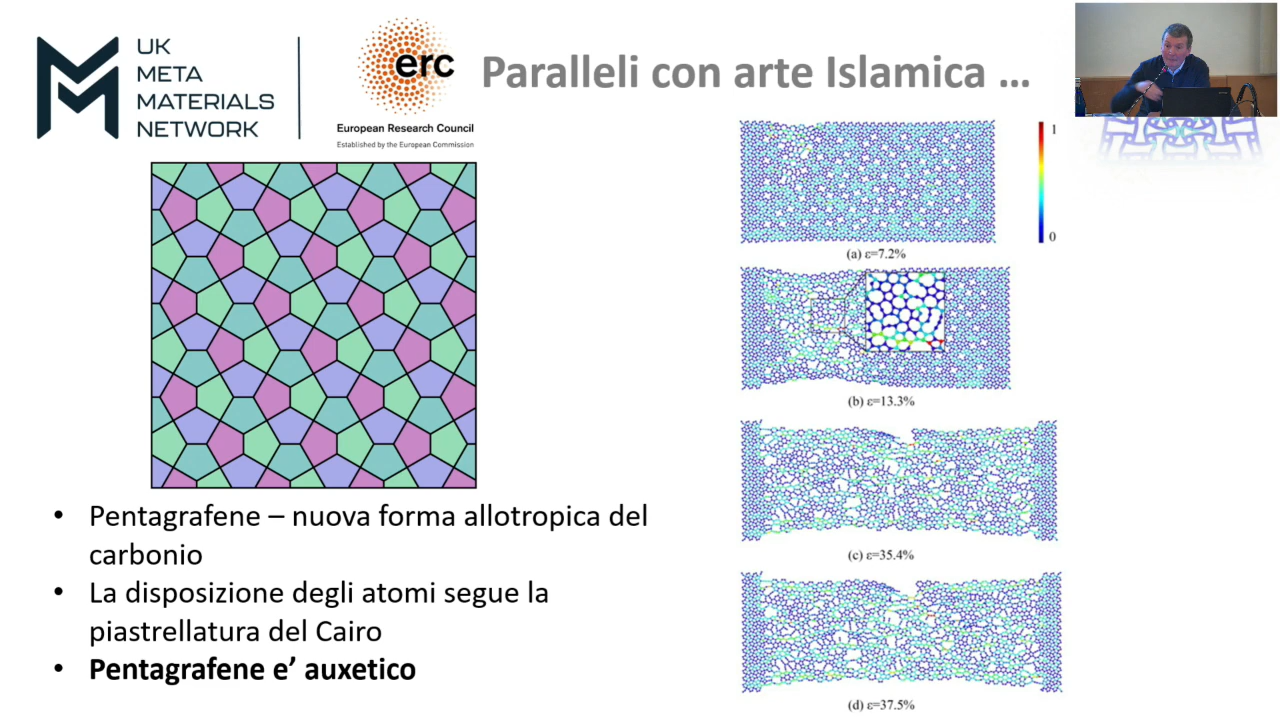 UK
META
MATERIALS
NETWORK
erc
European Research Council
Established by the European Commission
Paralleli con arte Islamica ...
1
0
(a) ε=7.2%
(b) ε=13.3%
(c) ε=35.4%
(d) ε=37.5%
• Pentagrafene – nuova forma allotropica del
carbonio
• La disposizione degli atomi segue la
piastrellatura del Cairo
• Pentagrafene e’ auxetico